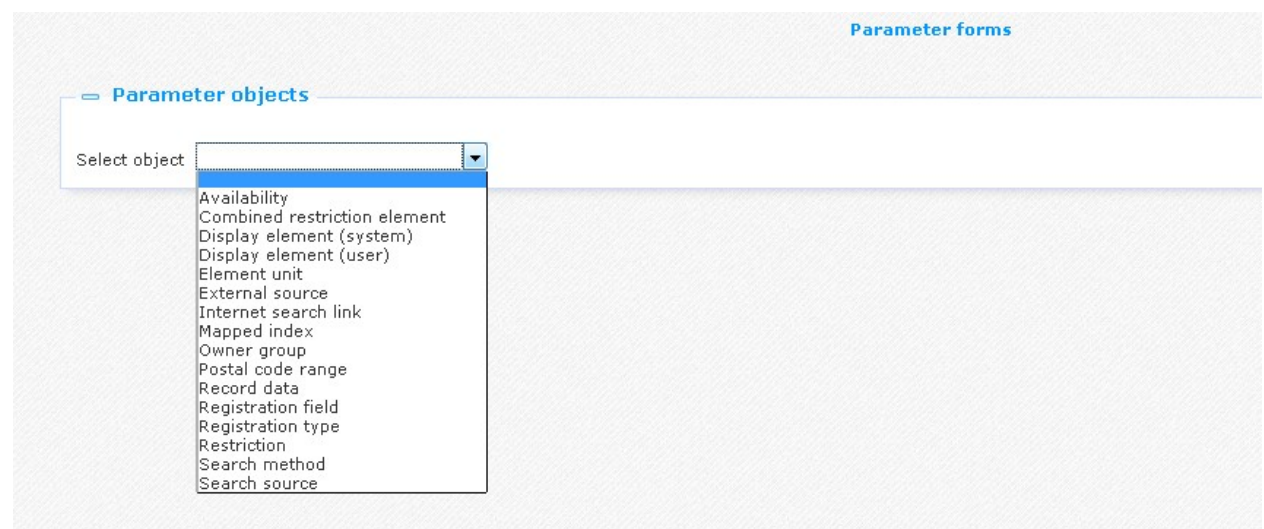 Parameter forms
Parameter objects
Select object
Availability
Combined restriction element
Display element (system)
Display element (user)
Element unit
External source
Internet search link
Mapped index
Owner group
Postal code range
Record data
Registration field
Registration type
Restriction
Search method
Search source